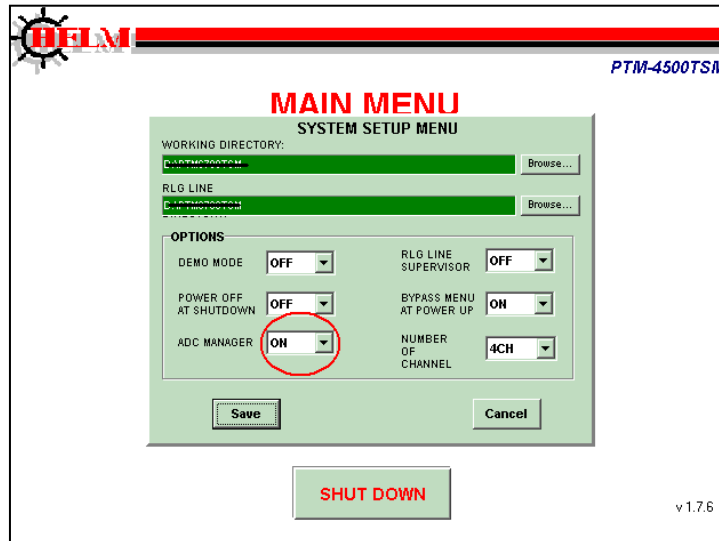 HELM
PTM-4500TSM
MAIN MENU
SYSTEM SETUP MENU
WORKING DIRECTORY:
Browse...
RLG LINE
Browse...
OPTIONS
DEMO MODE OFF
RLG LINE SUPERVISOR OFF
POWER OFF AT SHUTDOWN OFF
BYPASS MENU AT POWER UP ON
ADC MANAGER ON
NUMBER OF CHANNEL 4CH
Save
Cancel
SHUT DOWN
v 1.7.6